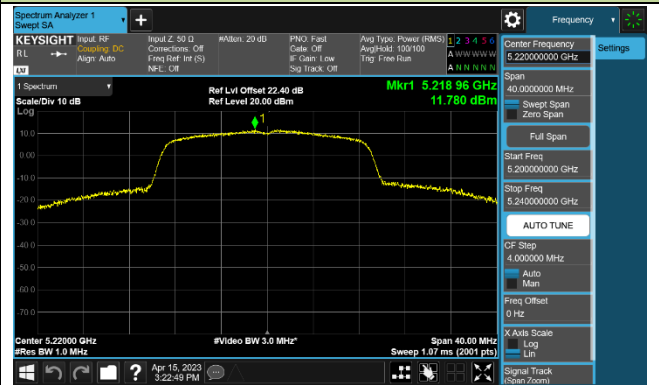 Spectrum Analyzer 1
Swept SA
Frequency
KEYSIGHT
RL
LXI
Input: RF
Coupling: DC
Align: Auto
Input Z: 50 Ω
Corrections: Off
Freq Ref: Int (S)
NFE: Off
#Atten: 20 dB
PNO: Fast
Gate: Off
IF Gain: Low
Sig Track: Off
Avg Type: Power (RMS)
Avg|Hold: 100/100
Trig: Free Run
1 2 3 4 5 6
A W W W W W
A N N N N N
1 Spectrum
Scale/Div 10 dB
Log
Ref Lvl Offset 22.40 dB
Ref Level 20.00 dBm
Mkr1 5.218 96 GHz
11.780 dBm
1
10.0
0.00
-10.0
-20.0
-30.0
-40.0
-50.0
-60.0
-70.0
Center 5.22000 GHz
#Res BW 1.0 MHz
#Video BW 3.0 MHz*
Span 40.00 MHz
Sweep 1.07 ms (2001 pts)
Center Frequency
5.220000000 GHz
Settings
Span
40.0000000 MHz
Swept Span
Zero Span
Full Span
Start Freq
5.200000000 GHz
Stop Freq
5.240000000 GHz
AUTO TUNE
CF Step
4.000000 MHz
Auto
Man
Freq Offset
0 Hz
X Axis Scale
Log
Lin
Signal Track
(Span Zoom)
?
Apr 15, 2023
3:22:49 PM